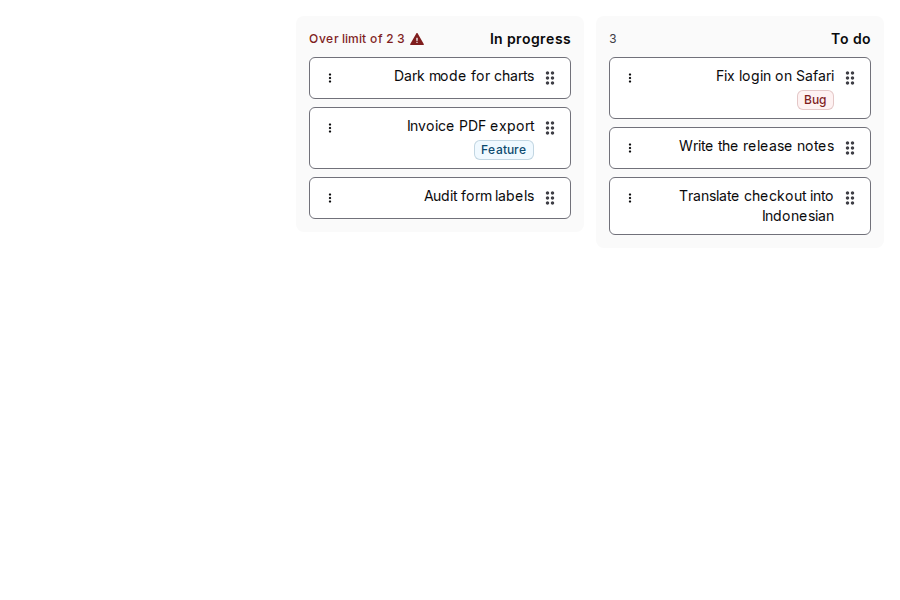 To do
3
Fix login on Safari
Bug
Write the release notes
Translate checkout into
Indonesian
In progress
Over limit of 2 3
Dark mode for charts
Invoice PDF export
Feature
Audit form labels